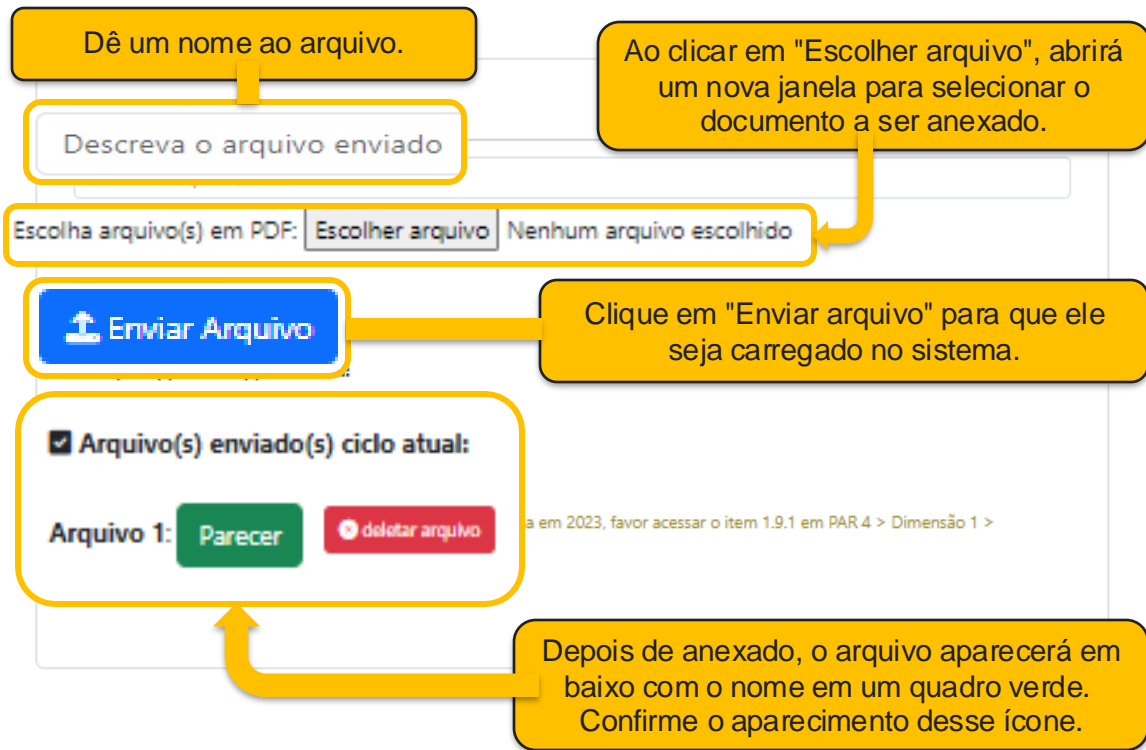 Dê um nome ao arquivo.
Ao clicar em "Escolher arquivo", abrirá
um nova janela para selecionar o
documento a ser anexado.
Descreva o arquivo enviado
Escolha arquivo(s) em PDF: Escolher arquivo Nenhum arquivo escolhido
Enviar Arquivo
Clique em "Enviar arquivo" para que ele
seja carregado no sistema.
Arquivo(s) enviado(s) ciclo atual:
Arquivo 1: Parecer deletar arquivo
a em 2023, favor acessar o item 1.9.1 em PAR 4 > Dimensão 1 >
Depois de anexado, o arquivo aparecerá em
baixo com o nome em um quadro verde.
Confirme o aparecimento desse ícone.